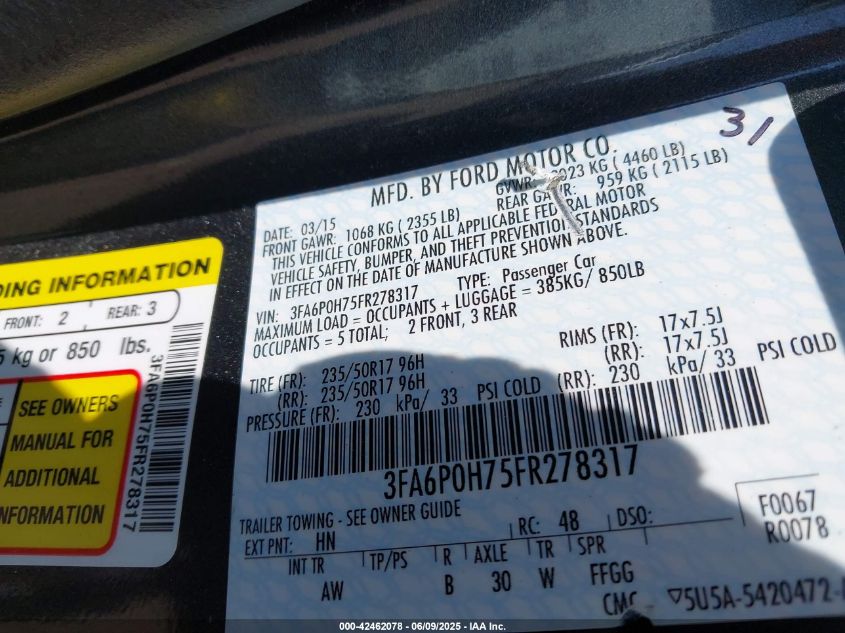 31
MFD. BY FORD MOTOR CO.
DATE: 03/15
GVWR: 2023 KG ( 4460 LB)
FRONT GAWR: 1068 KG ( 2355 LB)
REAR GAWR: 959 KG ( 2115 LB)
THIS VEHICLE CONFORMS TO ALL APPLICABLE FEDERAL MOTOR
VEHICLE SAFETY, BUMPER, AND THEFT PREVENTION STANDARDS
IN EFFECT ON THE DATE OF MANUFACTURE SHOWN ABOVE.
VIN: 3FA6P0H75FR278317 TYPE: Passenger Car
MAXIMUM LOAD = OCCUPANTS + LUGGAGE = 385KG/ 850LB
OCCUPANTS = 5 TOTAL; 2 FRONT, 3 REAR
TIRE (FR): 235/50R17 96H RIMS (FR): 17x7.5J
(RR): 235/50R17 96H (RR): 17x7.5J
PRESSURE (FR): 230 kPa/ 33 PSI COLD (RR): 230 kPa/ 33 PSI COLD
3FA6P0H75FR278317
TRAILER TOWING - SEE OWNER GUIDE
F0067
R0078
EXT PNT: HN RC: 48 DSO:
INT TR TP/PS R AXLE TR SPR
AW B 30 W FFGG
CMC ▽5U5A-5420472-
DING INFORMATION
FRONT: 2 REAR: 3
5 kg or 850 lbs.
SEE OWNERS
MANUAL FOR
ADDITIONAL
INFORMATION
3FA6P0H75FR278317
000-42462078 - 06/09/2025 - IAA Inc.